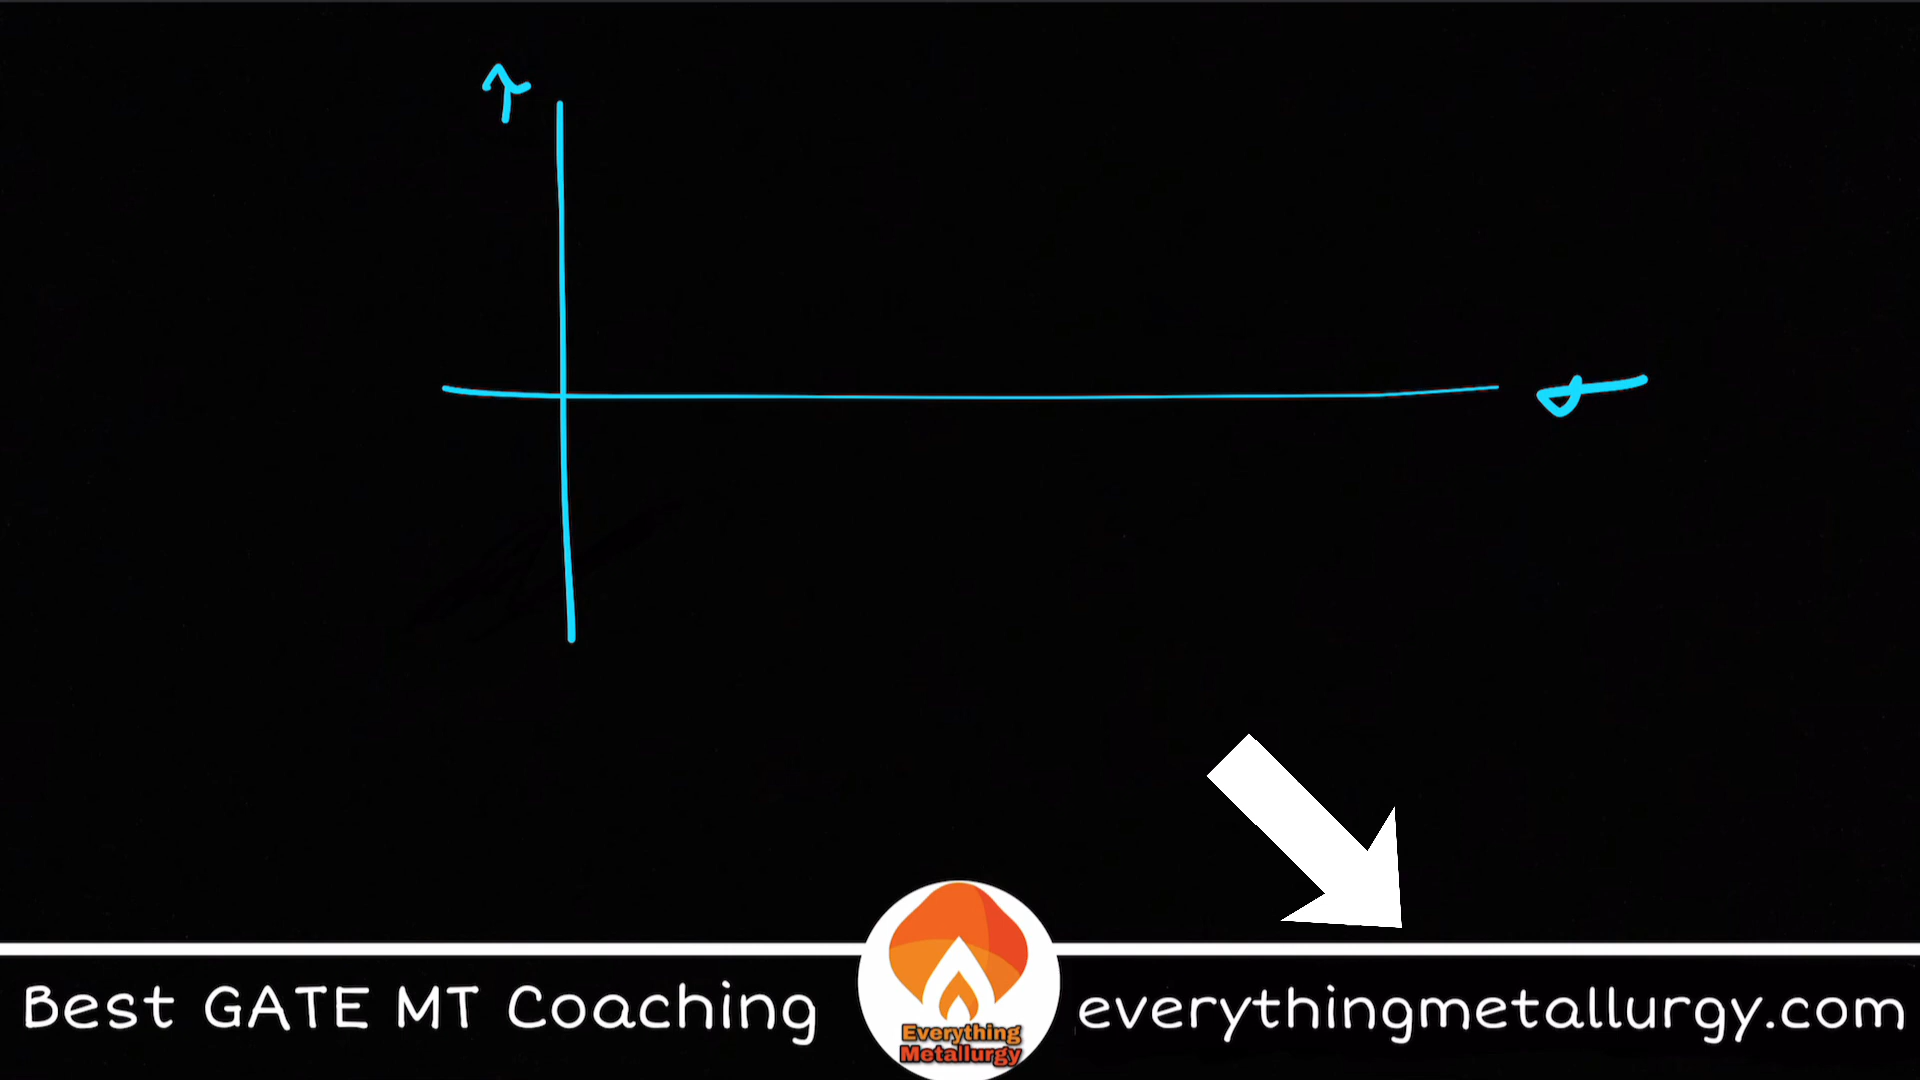 τ
σ
Best GATE MT Coaching
Everything
Metallurgy
everythingmetallurgy.com